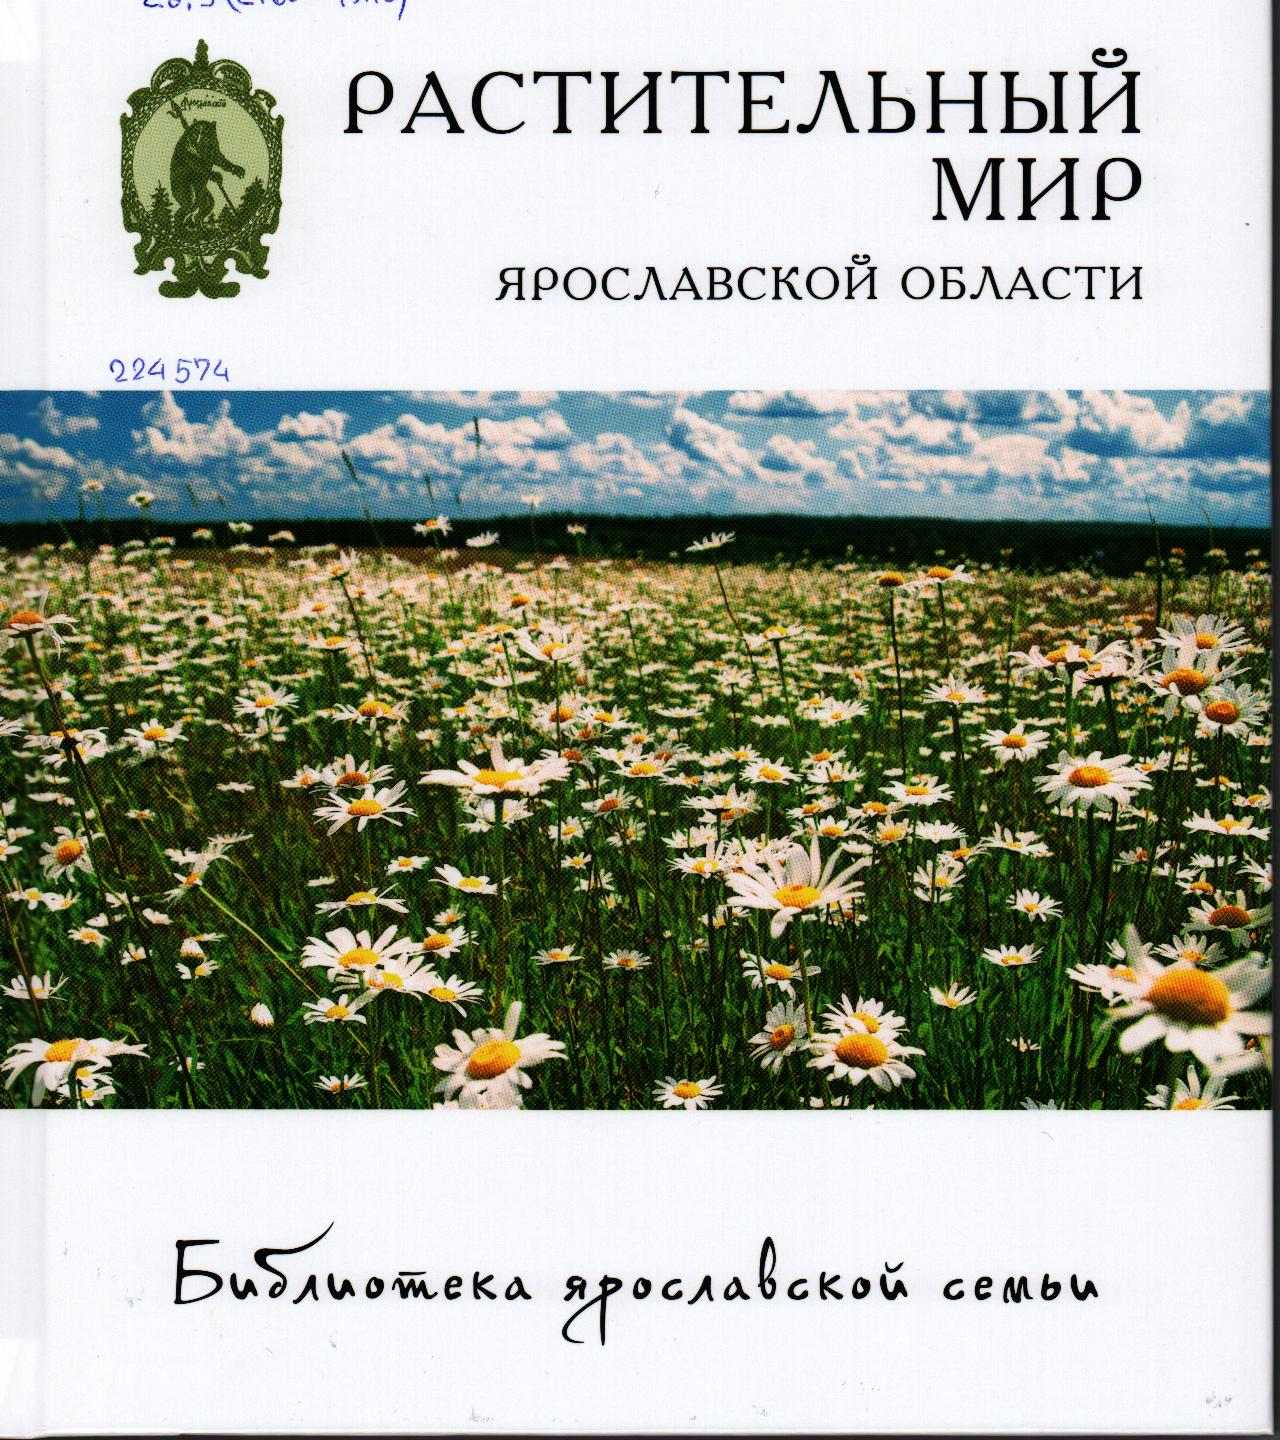 РАСТИТЕЛЬНЫЙ
МИР
ЯРОСЛАВСКОЙ ОБЛАСТИ
224574
Библиотека ярославской семьи